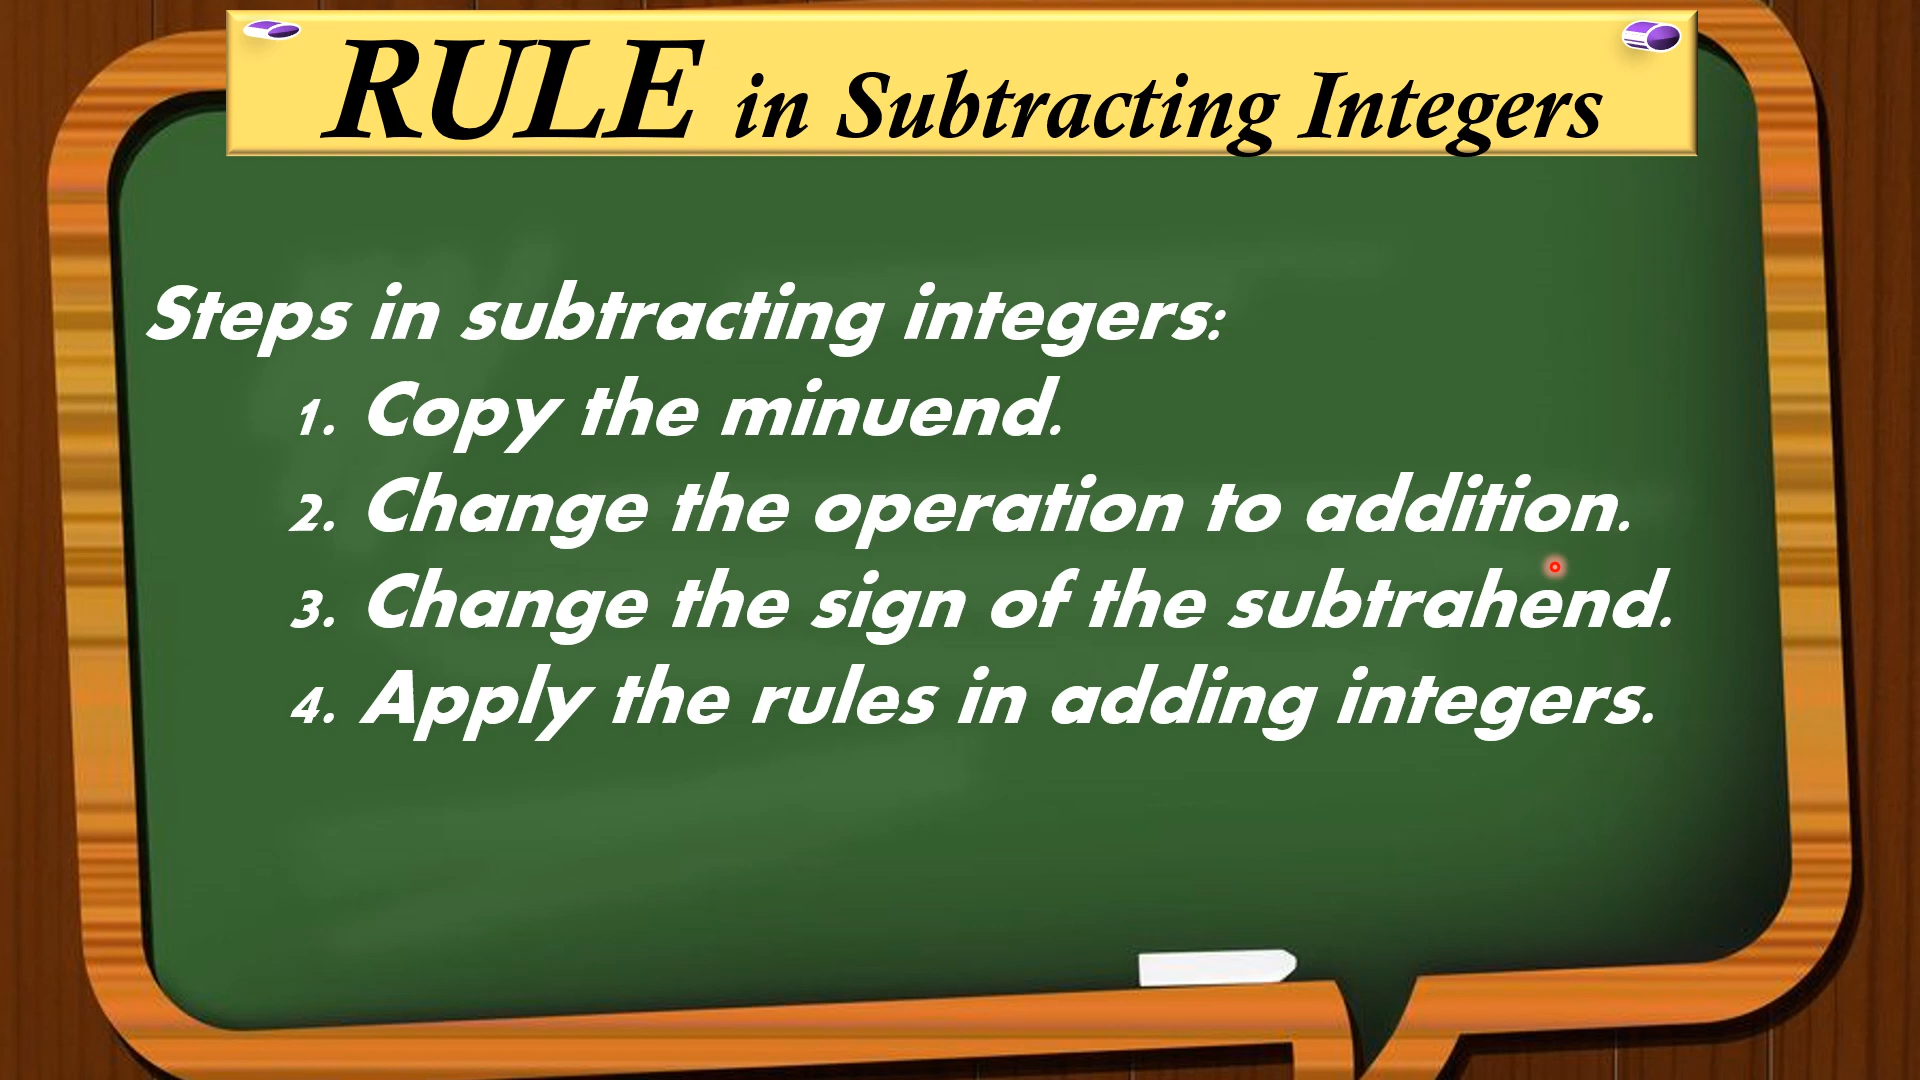 RULE in Subtracting Integers
Steps in subtracting integers:
1. Copy the minuend.
2. Change the operation to addition.
3. Change the sign of the subtrahend.
4. Apply the rules in adding integers.